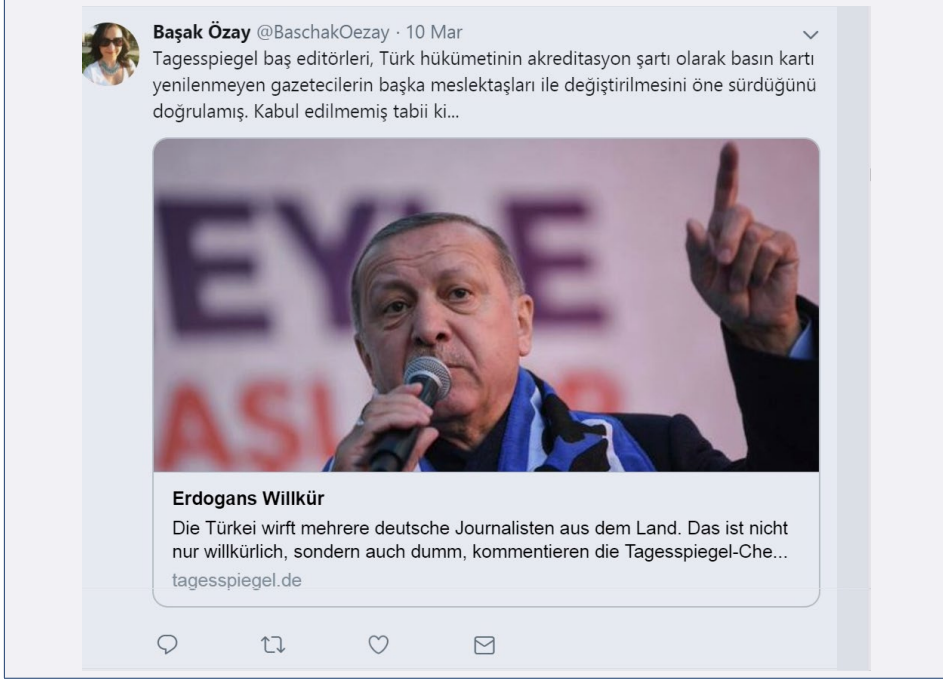 Başak Özay @BaschakOezay · 10 Mar
Tagesspiegel baş editörleri, Türk hükümetinin akreditasyon şartı olarak basın kartı
yenilenmeyen gazetecilerin başka meslektaşları ile değiştirilmesini öne sürdüğünü
doğrulamış. Kabul edilmemiş tabii ki...
EYLE
AŞ
Erdogans Willkür
Die Türkei wirft mehrere deutsche Journalisten aus dem Land. Das ist nicht
nur willkürlich, sondern auch dumm, kommentieren die Tagesspiegel-Che...
tagesspiegel.de